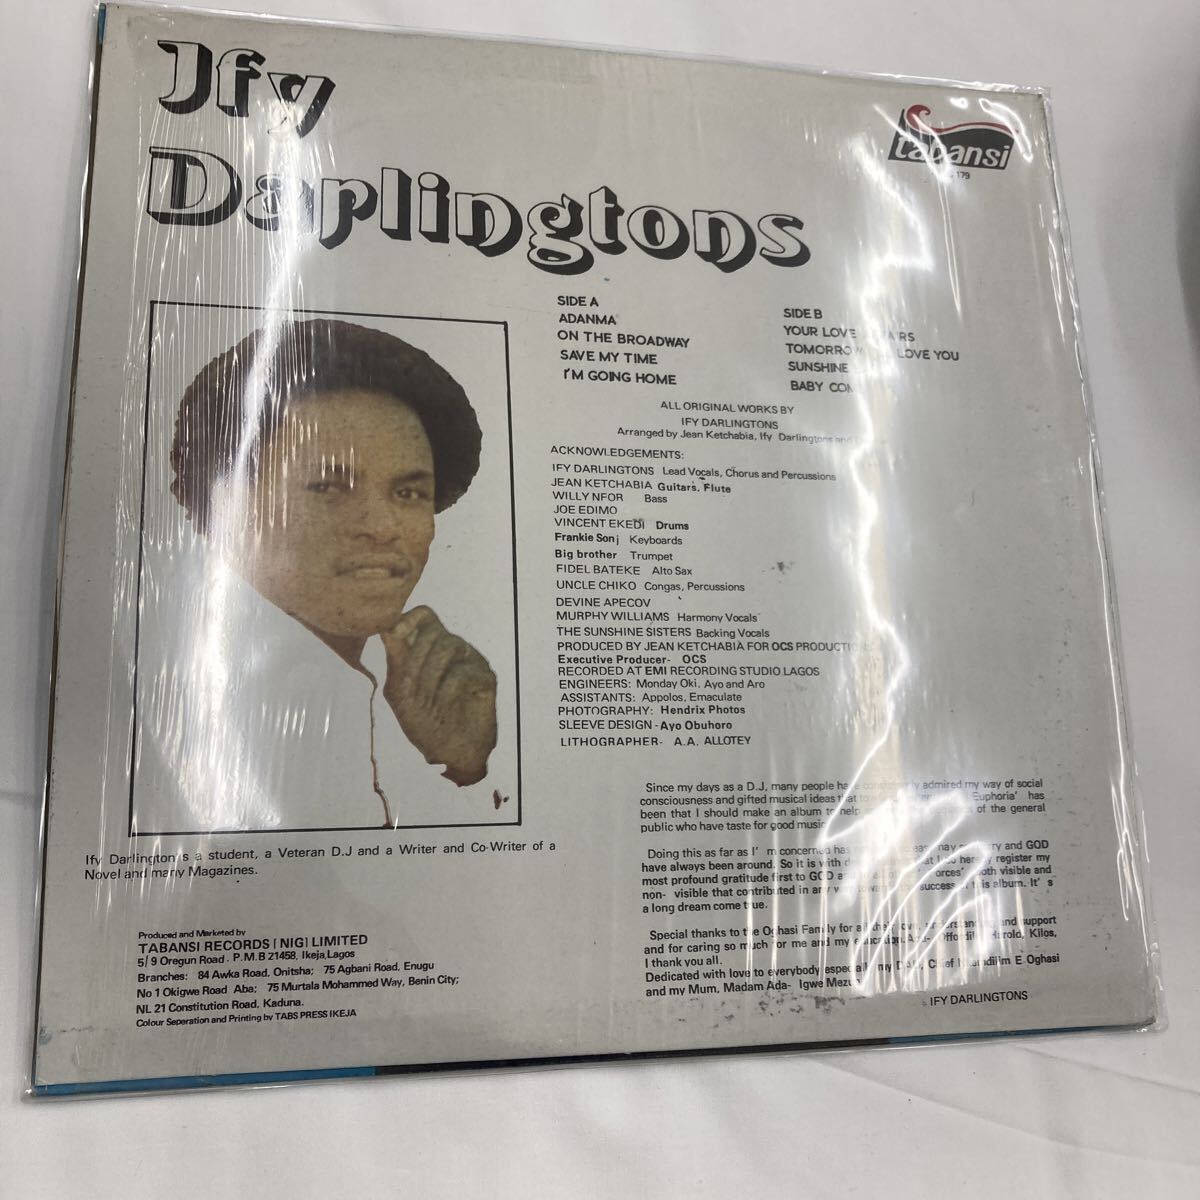 Ify
Darlingtons
tabansi
179
SIDE A
ADANMA
ON THE BROADWAY
SAVE MY TIME
I'M GOING HOME
SIDE B
YOUR LOVE
TOMORROW LOVE YOU
SUNSHINE
BABY
ALL ORIGINAL WORKS BY
IFY DARLINGTONS
Arranged by Jean Ketchabia, Ify Darlingtons and
ACKNOWLEDGEMENTS:
IFY DARLINGTONS Lead Vocals, Chorus and Percussions
JEAN KETCHABIA Guitars, Flute
WILLY NFOR Bass
JOE EDIMO
VINCENT EKEDI Drums
Frankie Sonj Keyboards
Big brother Trumpet
FIDEL BATEKE Alto Sax
UNCLE CHIKO Congas, Percussions
DEVINE APECOV
MURPHY WILLIAMS Harmony Vocals
THE SUNSHINE SISTERS Backing Vocals
PRODUCED BY JEAN KETCHABIA FOR OCS PRODUCTIONS
Executive Producer- OCS
RECORDED AT EMI RECORDING STUDIO LAGOS
ENGINEERS: Monday Oki, Ayo and Aro
ASSISTANTS: Appolos, Emaculate
PHOTOGRAPHY: Hendrix Photos
SLEEVE DESIGN - Ayo Obuhoro
LITHOGRAPHER- A.A. ALLOTEY
Since my days as a D.J, many people have admired my way of social
consciousness and gifted musical ideas that Euphoria' has
been that I should make an album to help of the general
public who have taste for good music
Doing this as far as I'm concerned has may and GOD
have always been around. So it is with that I do hereby register my
most profound gratitude first to GOD and forces' both visible and
non- visible that contributed in any way towards the success of this album. It's
a long dream come true.
Special thanks to the Oghasi Family for all their love, understanding and support
and for caring so much for me and my education. Harold, Kilos,
I thank you all.
Dedicated with love to everybody especially my Dad, Chief E. Oghasi
and my Mum, Madam Ada- Igwe
IFY DARLINGTONS
Ify Darlington's a student, a Veteran D.J and a Writer and Co-Writer of a
Novel and many Magazines.
Produced and Marketed by
TABANSI RECORDS [ NIG] LIMITED
5/9 Oregun Road . P.M.B 21458, Ikeja,Lagos
Branches: 84 Awka Road, Onitsha; 75 Agbani Road, Enugu
No 1 Okigwe Road Aba; 75 Murtala Mohammed Way, Benin City;
NL 21 Constitution Road, Kaduna.
Colour Seperation and Printing by TABS PRESS IKEJA